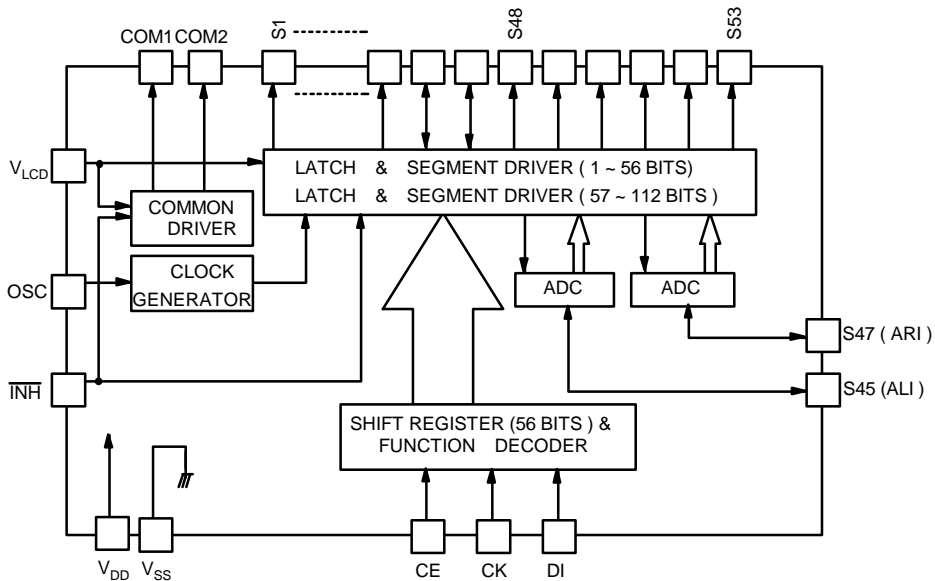 S1
S48
S53
COM1 COM2
VLCD
LATCH & SEGMENT DRIVER ( 1 ~ 56 BITS)
LATCH & SEGMENT DRIVER ( 57 ~ 112 BITS )
COMMON
DRIVER
OSC
CLOCK
GENERATOR
ADC
ADC
S47 ( ARI )
INH
S45 (ALI )
SHIFT REGISTER (56 BITS ) &
FUNCTION DECODER
VDD
VSS
CE
CK
DI